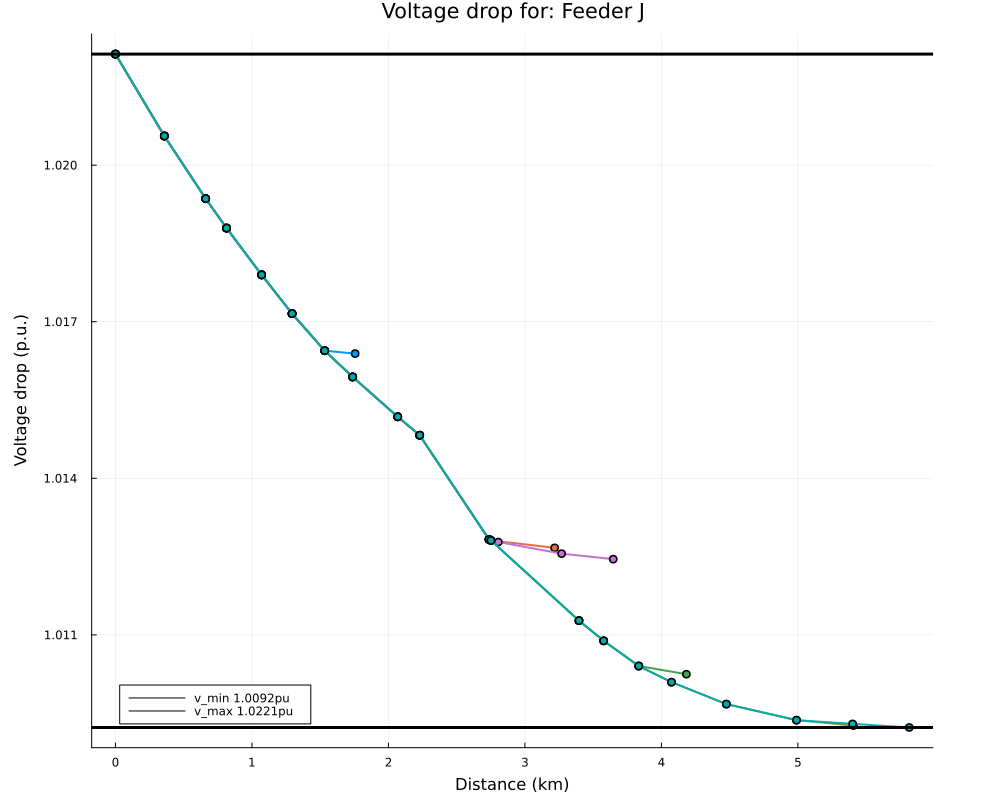 Voltage drop for: Feeder J
Voltage drop (p.u.)
1.020
1.017
1.014
1.011
v_min 1.0092pu
v_max 1.0221pu
0 1 2 3 4 5
Distance (km)